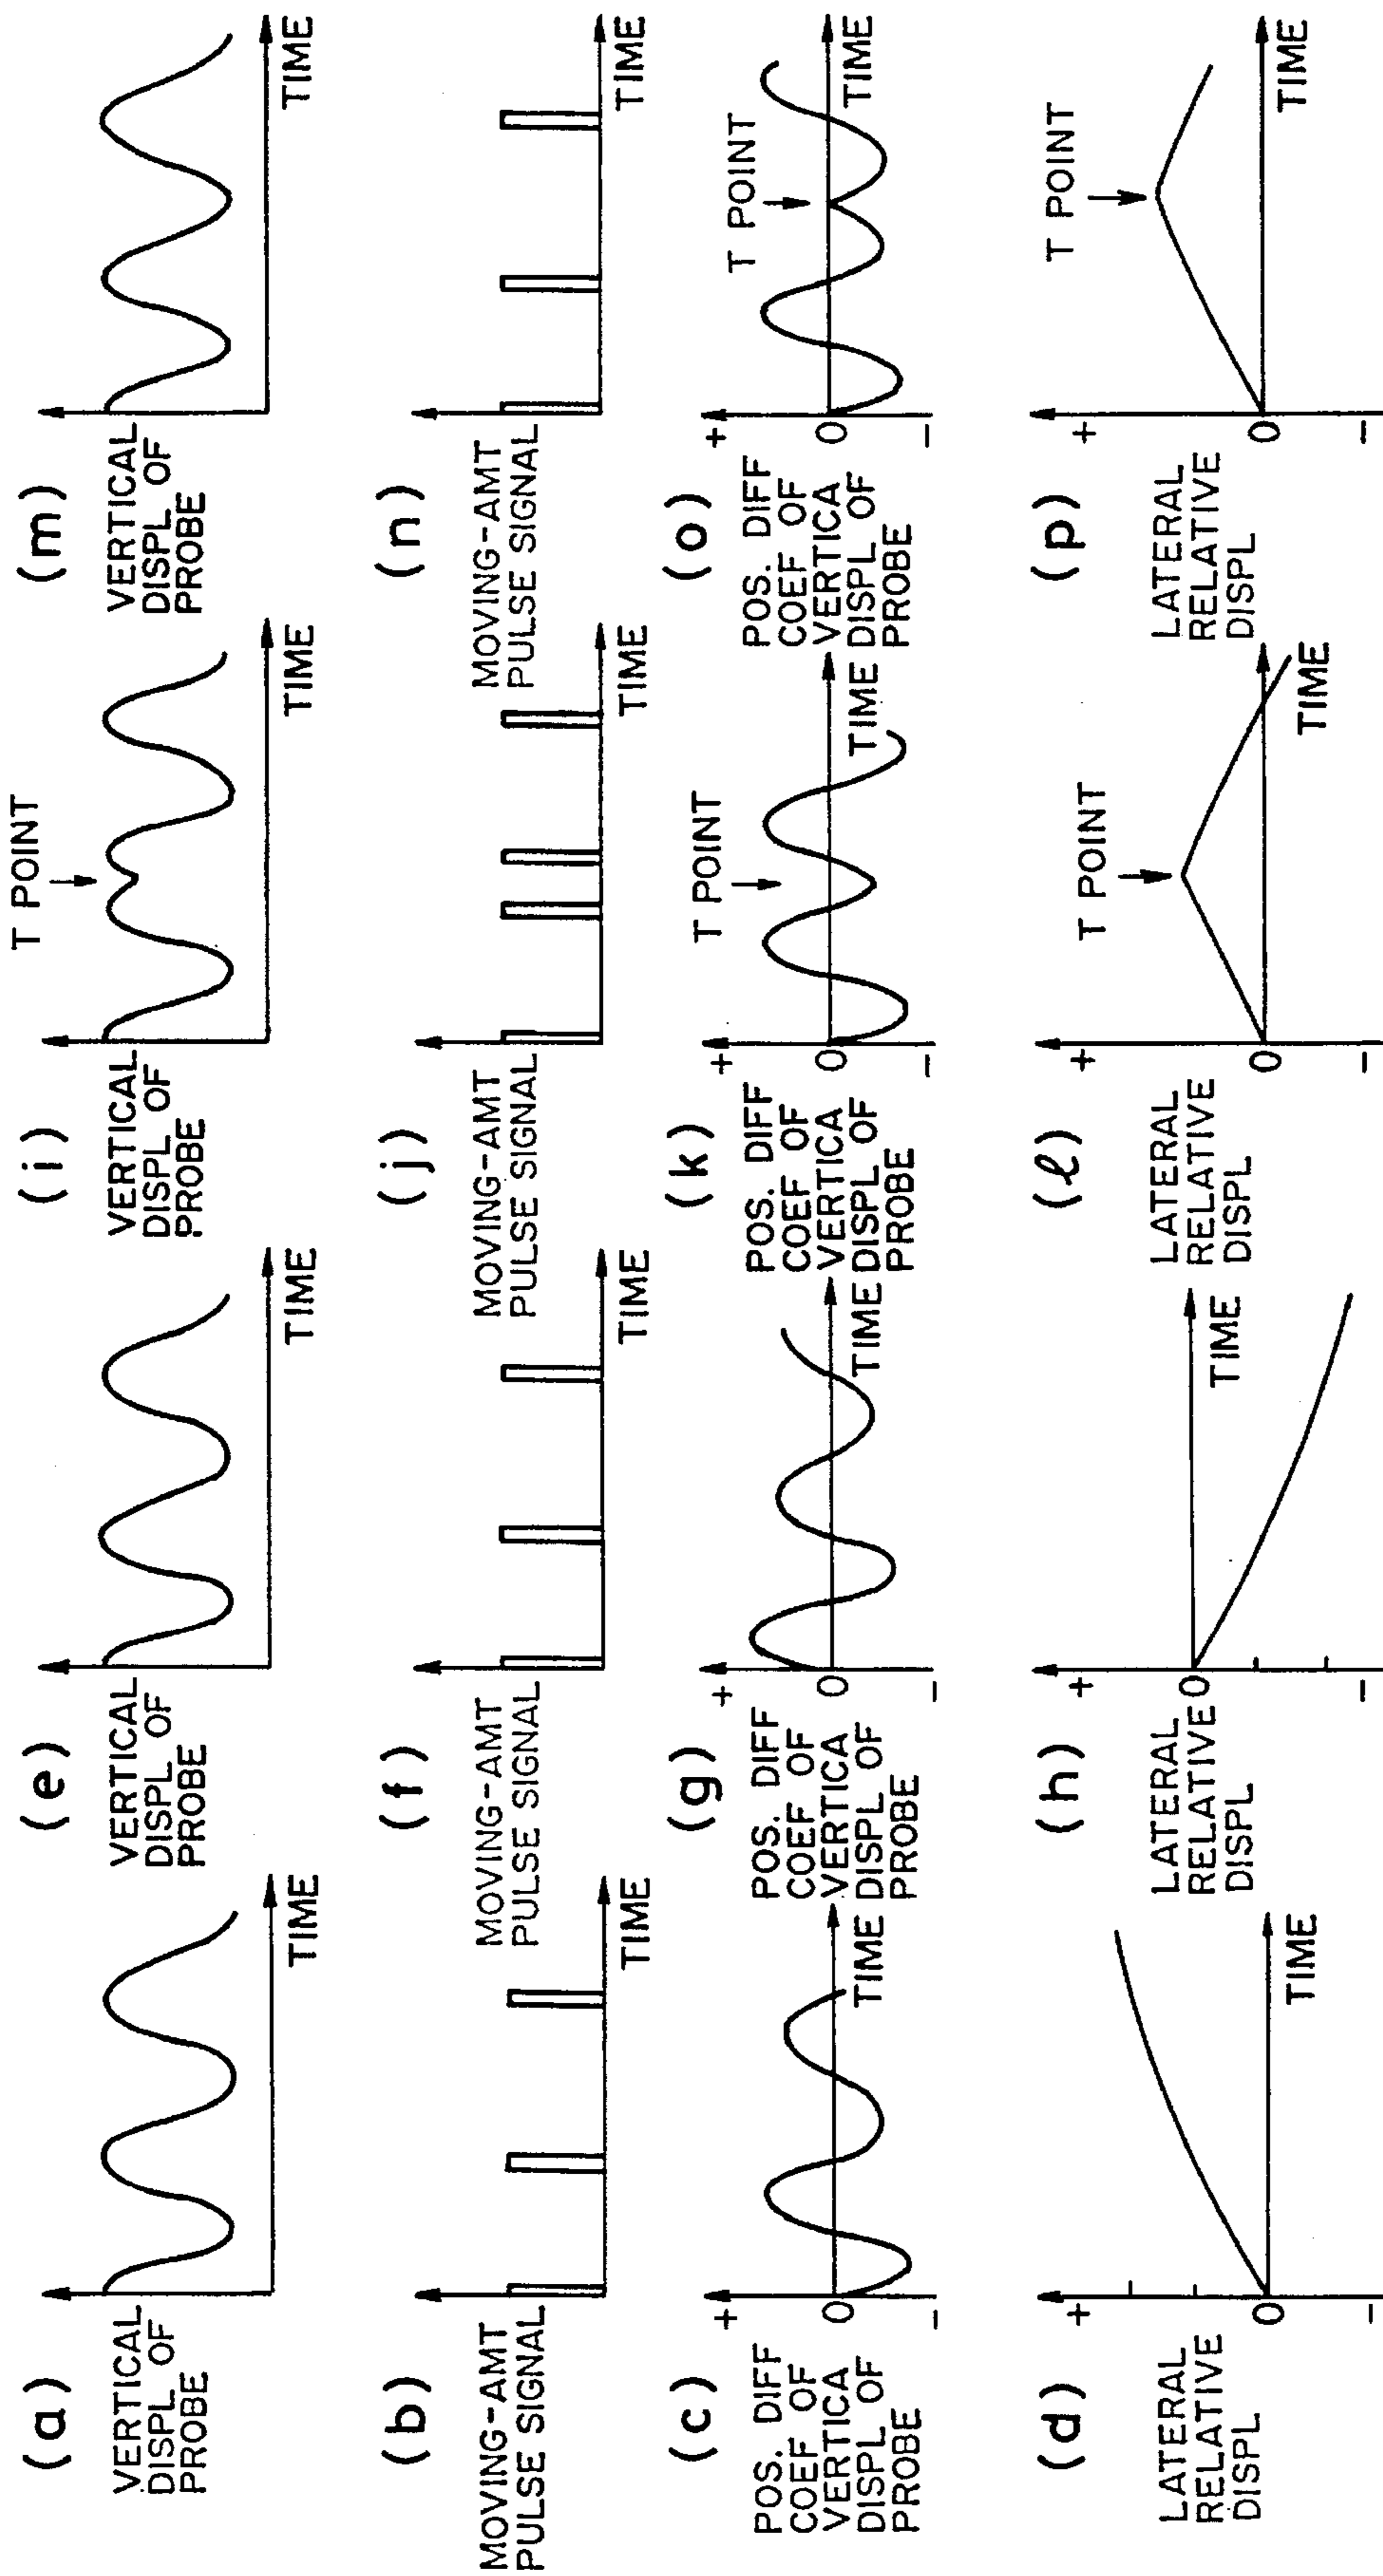 (a)
VERTICAL
DISPL OF
PROBE
TIME
(b)
MOVING-AMT
PULSE SIGNAL
TIME
(c)
POS. DIFF
COEF OF
VERTICA
DISPL OF
PROBE
+
0
-
TIME
(d)
LATERAL
RELATIVE
DISPL
+
0
-
TIME
(e)
VERTICAL
DISPL OF
PROBE
TIME
(f)
MOVING-AMT
PULSE SIGNAL
TIME
(g)
POS. DIFF
COEF OF
VERTICA
DISPL OF
PROBE
+
0
-
TIME
(h)
LATERAL
RELATIVE
DISPL
+
0
-
TIME
(i)
VERTICAL
DISPL OF
PROBE
T POINT
TIME
(j)
MOVING-AMT
PULSE SIGNAL
TIME
(k)
POS. DIFF
COEF OF
VERTICA
DISPL OF
PROBE
+
0
-
T POINT
TIME
(ℓ)
LATERAL
RELATIVE
DISPL
+
0
-
T POINT
TIME
(m)
VERTICAL
DISPL OF
PROBE
TIME
(n)
MOVING-AMT
PULSE SIGNAL
TIME
(o)
POS. DIFF
COEF OF
VERTICA
DISPL OF
PROBE
+
0
-
T POINT
TIME
(p)
LATERAL
RELATIVE
DISPL
+
0
-
T POINT
TIME